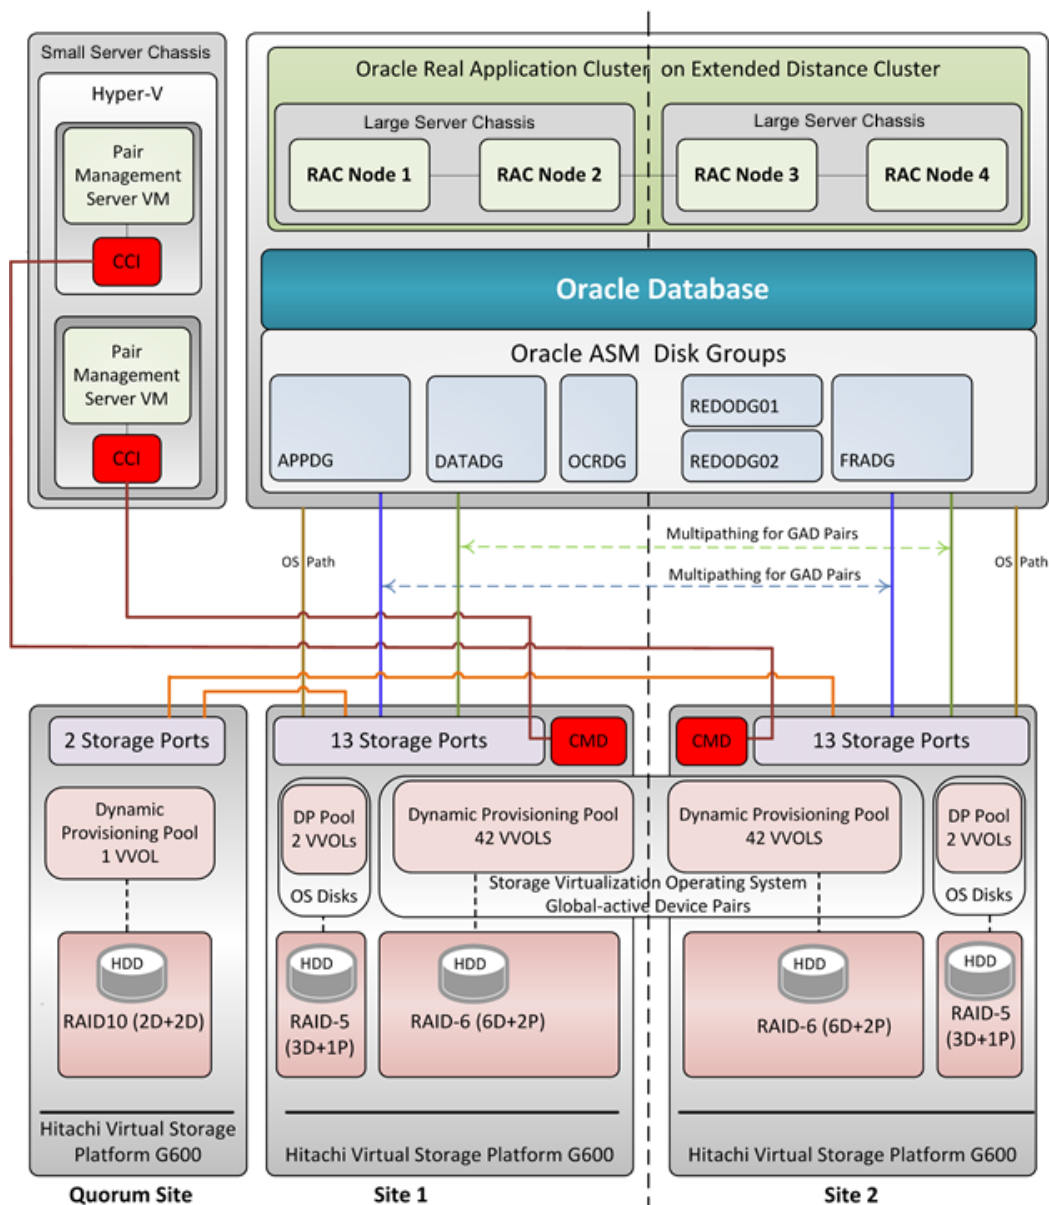 Small Server Chassis
Hyper-V
Pair
Management
Server VM
CCI
Pair
Management
Server VM
CCI
Oracle Real Application Cluster on Extended Distance Cluster
Large Server Chassis
RAC Node 1
RAC Node 2
Large Server Chassis
RAC Node 3
RAC Node 4
Oracle Database
Oracle ASM Disk Groups
APPDG
DATADG
OCRDG
REDODG01
REDODG02
FRADG
OS Path
Multipathing for GAD Pairs
Multipathing for GAD Pairs
OS Path
2 Storage Ports
Dynamic
Provisioning Pool
1 VVOL
HDD
RAID10 (2D+2D)
Hitachi Virtual Storage
Platform G600
Quorum Site
13 Storage Ports
CMD
DP Pool
2 VVOLs
OS Disks
Dynamic Provisioning Pool
42 VVOLS
Storage Virtualization Operating System
Global-active Device Pairs
HDD
RAID-5
(3D+1P)
HDD
RAID-6 (6D+2P)
Hitachi Virtual Storage Platform G600
Site 1
CMD
13 Storage Ports
Dynamic Provisioning Pool
42 VVOLS
DP Pool
2 VVOLs
OS Disks
HDD
RAID-6 (6D+2P)
HDD
RAID-5
(3D+1P)
Hitachi Virtual Storage Platform G600
Site 2